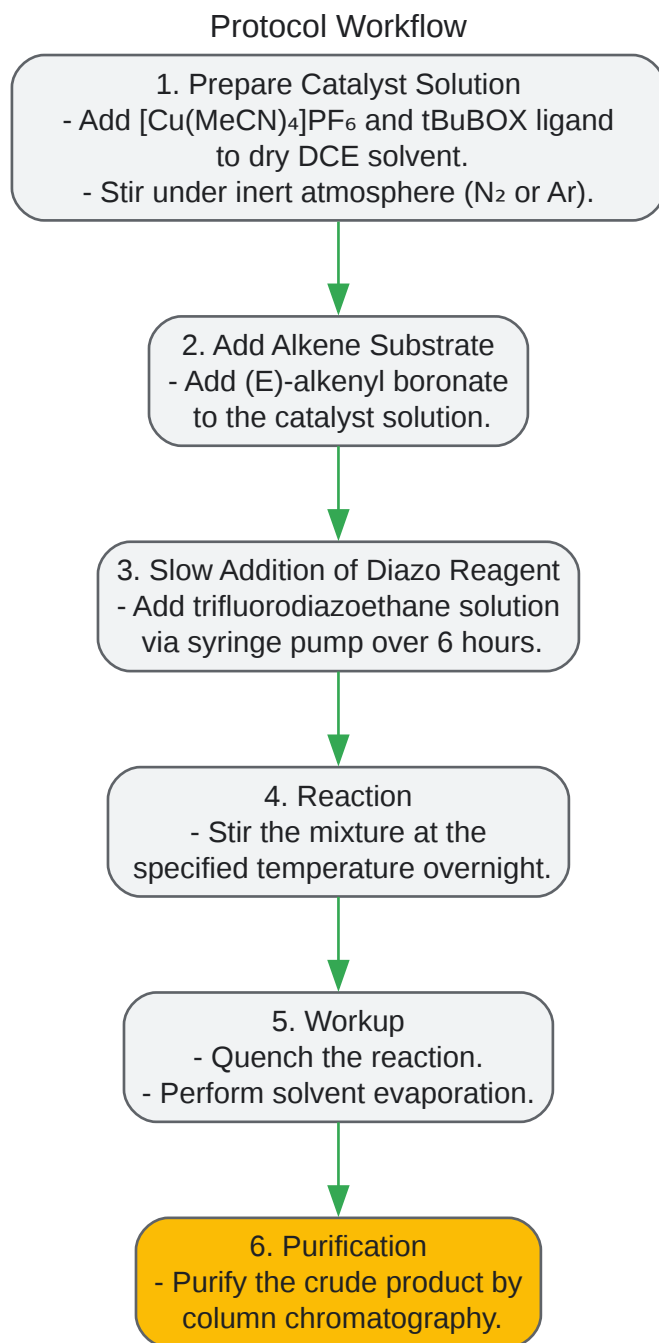 Protocol Workflow
1. Prepare Catalyst Solution
- Add [Cu(MeCN)₄]PF₆ and tBuBOX ligand
to dry DCE solvent.
- Stir under inert atmosphere (N₂ or Ar).
2. Add Alkene Substrate
- Add (E)-alkenyl boronate
to the catalyst solution.
3. Slow Addition of Diazo Reagent
- Add trifluorodiazoethane solution
via syringe pump over 6 hours.
4. Reaction
- Stir the mixture at the
specified temperature overnight.
5. Workup
- Quench the reaction.
- Perform solvent evaporation.
6. Purification
- Purify the crude product by
column chromatography.